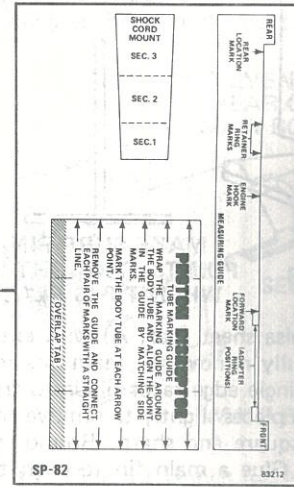 SHOCK
CORD
MOUNT
SEC. 3
SEC. 2
SEC. 1
REAR
REAR
LOCATION
MARK
RETAINER
RING
MARKS
ENGINE
HOOK
MARK
MEASURING GUIDE
FORWARD
LOCATION
MARK
(ADAPTER
RING
POSITIONS)
FRONT
PHOTON DISRUPTOR
TUBE MARKING GUIDE
WRAP THE MARKING GUIDE AROUND
THE BODY TUBE AND ALIGN THE JOINT
IN THE GUIDE BY MATCHING SIDE
MARKS.
MARK THE BODY TUBE AT EACH ARROW
POINT.
REMOVE THE GUIDE AND CONNECT
EACH PAIR OF MARKS WITH A STRAIGHT
LINE.
OVERLAP TAB
SP-82
83212